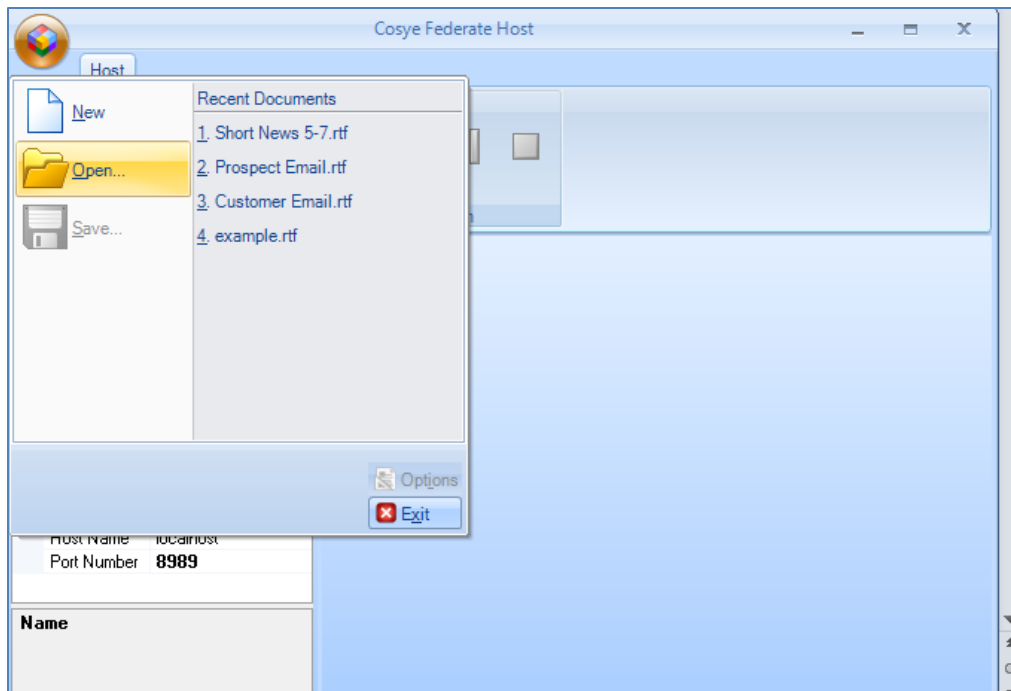 Cosye Federate Host
Host
New
Open...
Save...
Recent Documents
1. Short News 5-7.rtf
2. Prospect Email.rtf
3. Customer Email.rtf
4. example.rtf
Options
Exit
Host Name localhost
Port Number 8989
Name